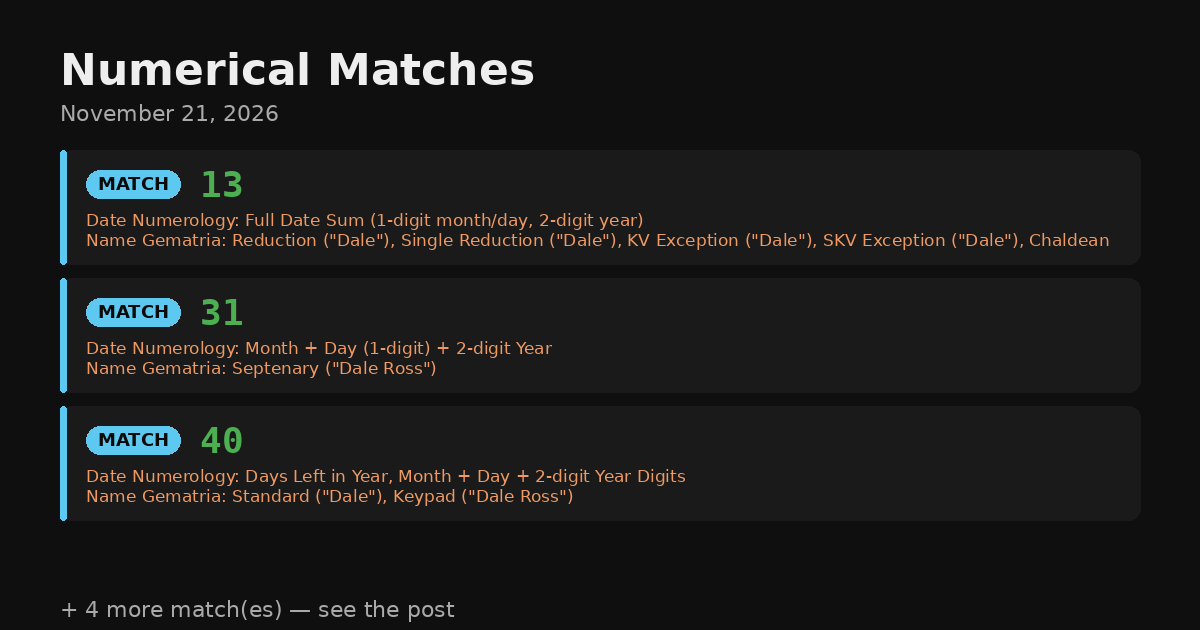 Numerical Matches
November 21, 2026
MATCH 13
Date Numerology: Full Date Sum (1-digit month/day, 2-digit year)
Name Gematria: Reduction ("Dale"), Single Reduction ("Dale"), KV Exception ("Dale"), SKV Exception ("Dale"), Chaldean
MATCH 31
Date Numerology: Month + Day (1-digit) + 2-digit Year
Name Gematria: Septenary ("Dale Ross")
MATCH 40
Date Numerology: Days Left in Year, Month + Day + 2-digit Year Digits
Name Gematria: Standard ("Dale"), Keypad ("Dale Ross")
+ 4 more match(es) — see the post